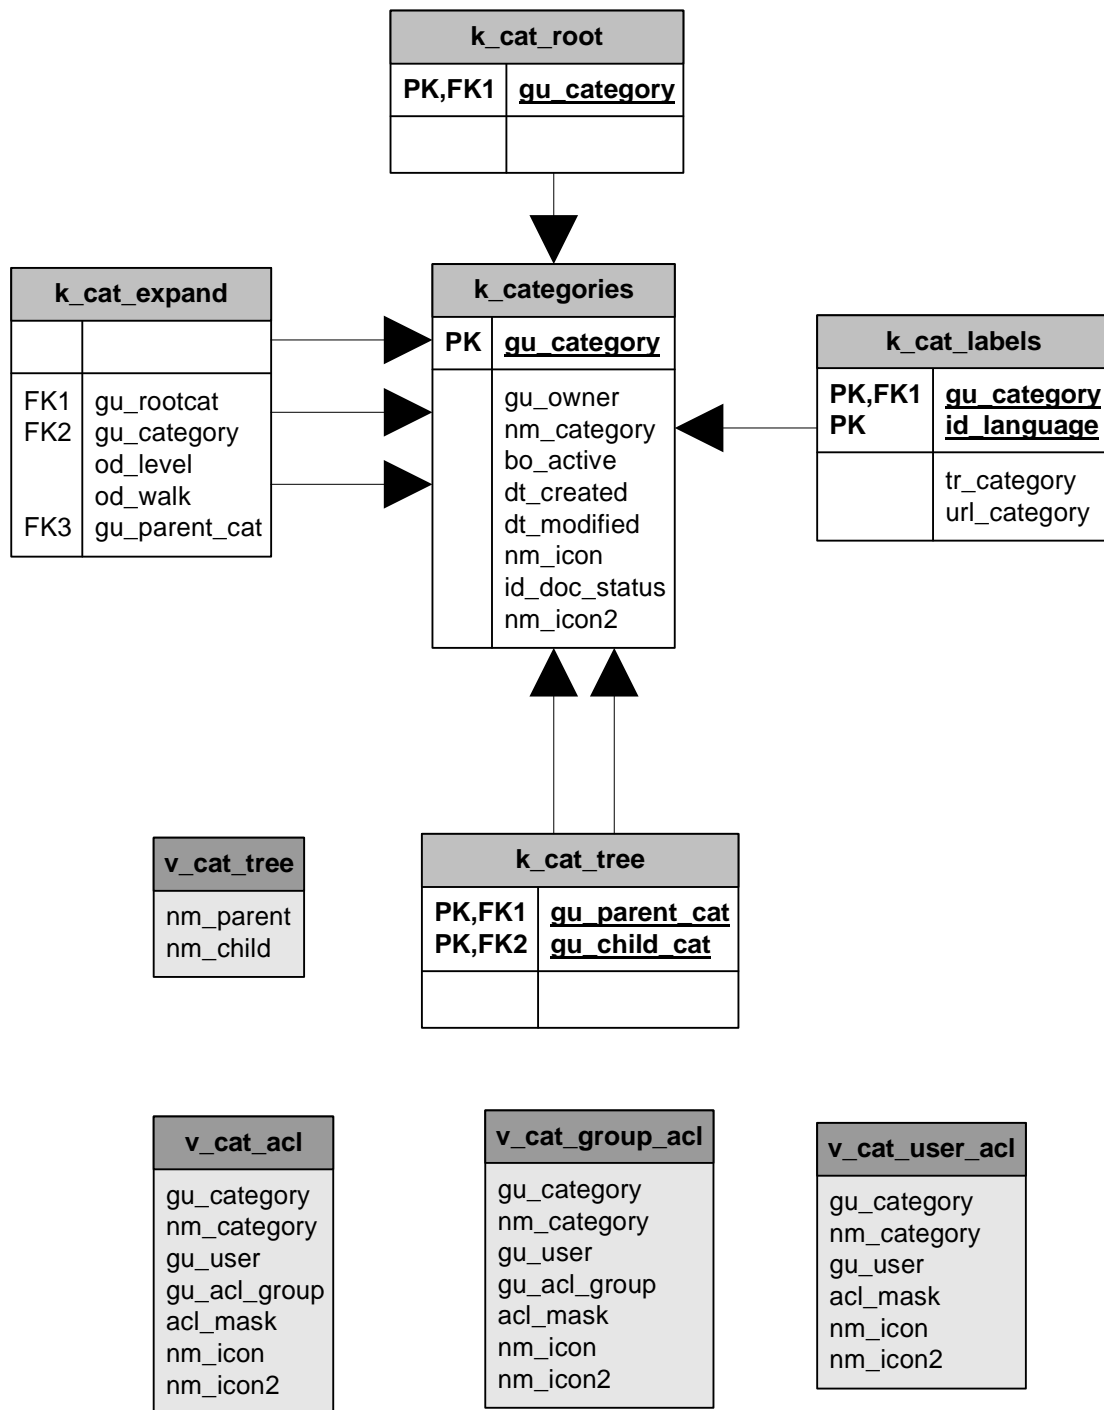 k_cat_root
PK,FK1 gu_category
k_cat_expand
FK1 gu_rootcat
FK2 gu_category
od_level
od_walk
FK3 gu_parent_cat
k_categories
PK gu_category
gu_owner
nm_category
bo_active
dt_created
dt_modified
nm_icon
id_doc_status
nm_icon2
k_cat_labels
PK,FK1 gu_category
PK id_language
tr_category
url_category
v_cat_tree
nm_parent
nm_child
k_cat_tree
PK,FK1 gu_parent_cat
PK,FK2 gu_child_cat
v_cat_acl
gu_category
nm_category
gu_user
gu_acl_group
acl_mask
nm_icon
nm_icon2
v_cat_group_acl
gu_category
nm_category
gu_user
gu_acl_group
acl_mask
nm_icon
nm_icon2
v_cat_user_acl
gu_category
nm_category
gu_user
acl_mask
nm_icon
nm_icon2